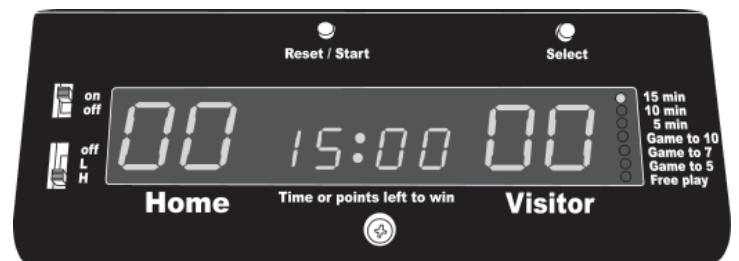 Reset / Start
Select
on
off
off
L
H
00
15:00
00
15 min
10 min
5 min
Game to 10
Game to 7
Game to 5
Free play
Home
Time or points left to win
Visitor